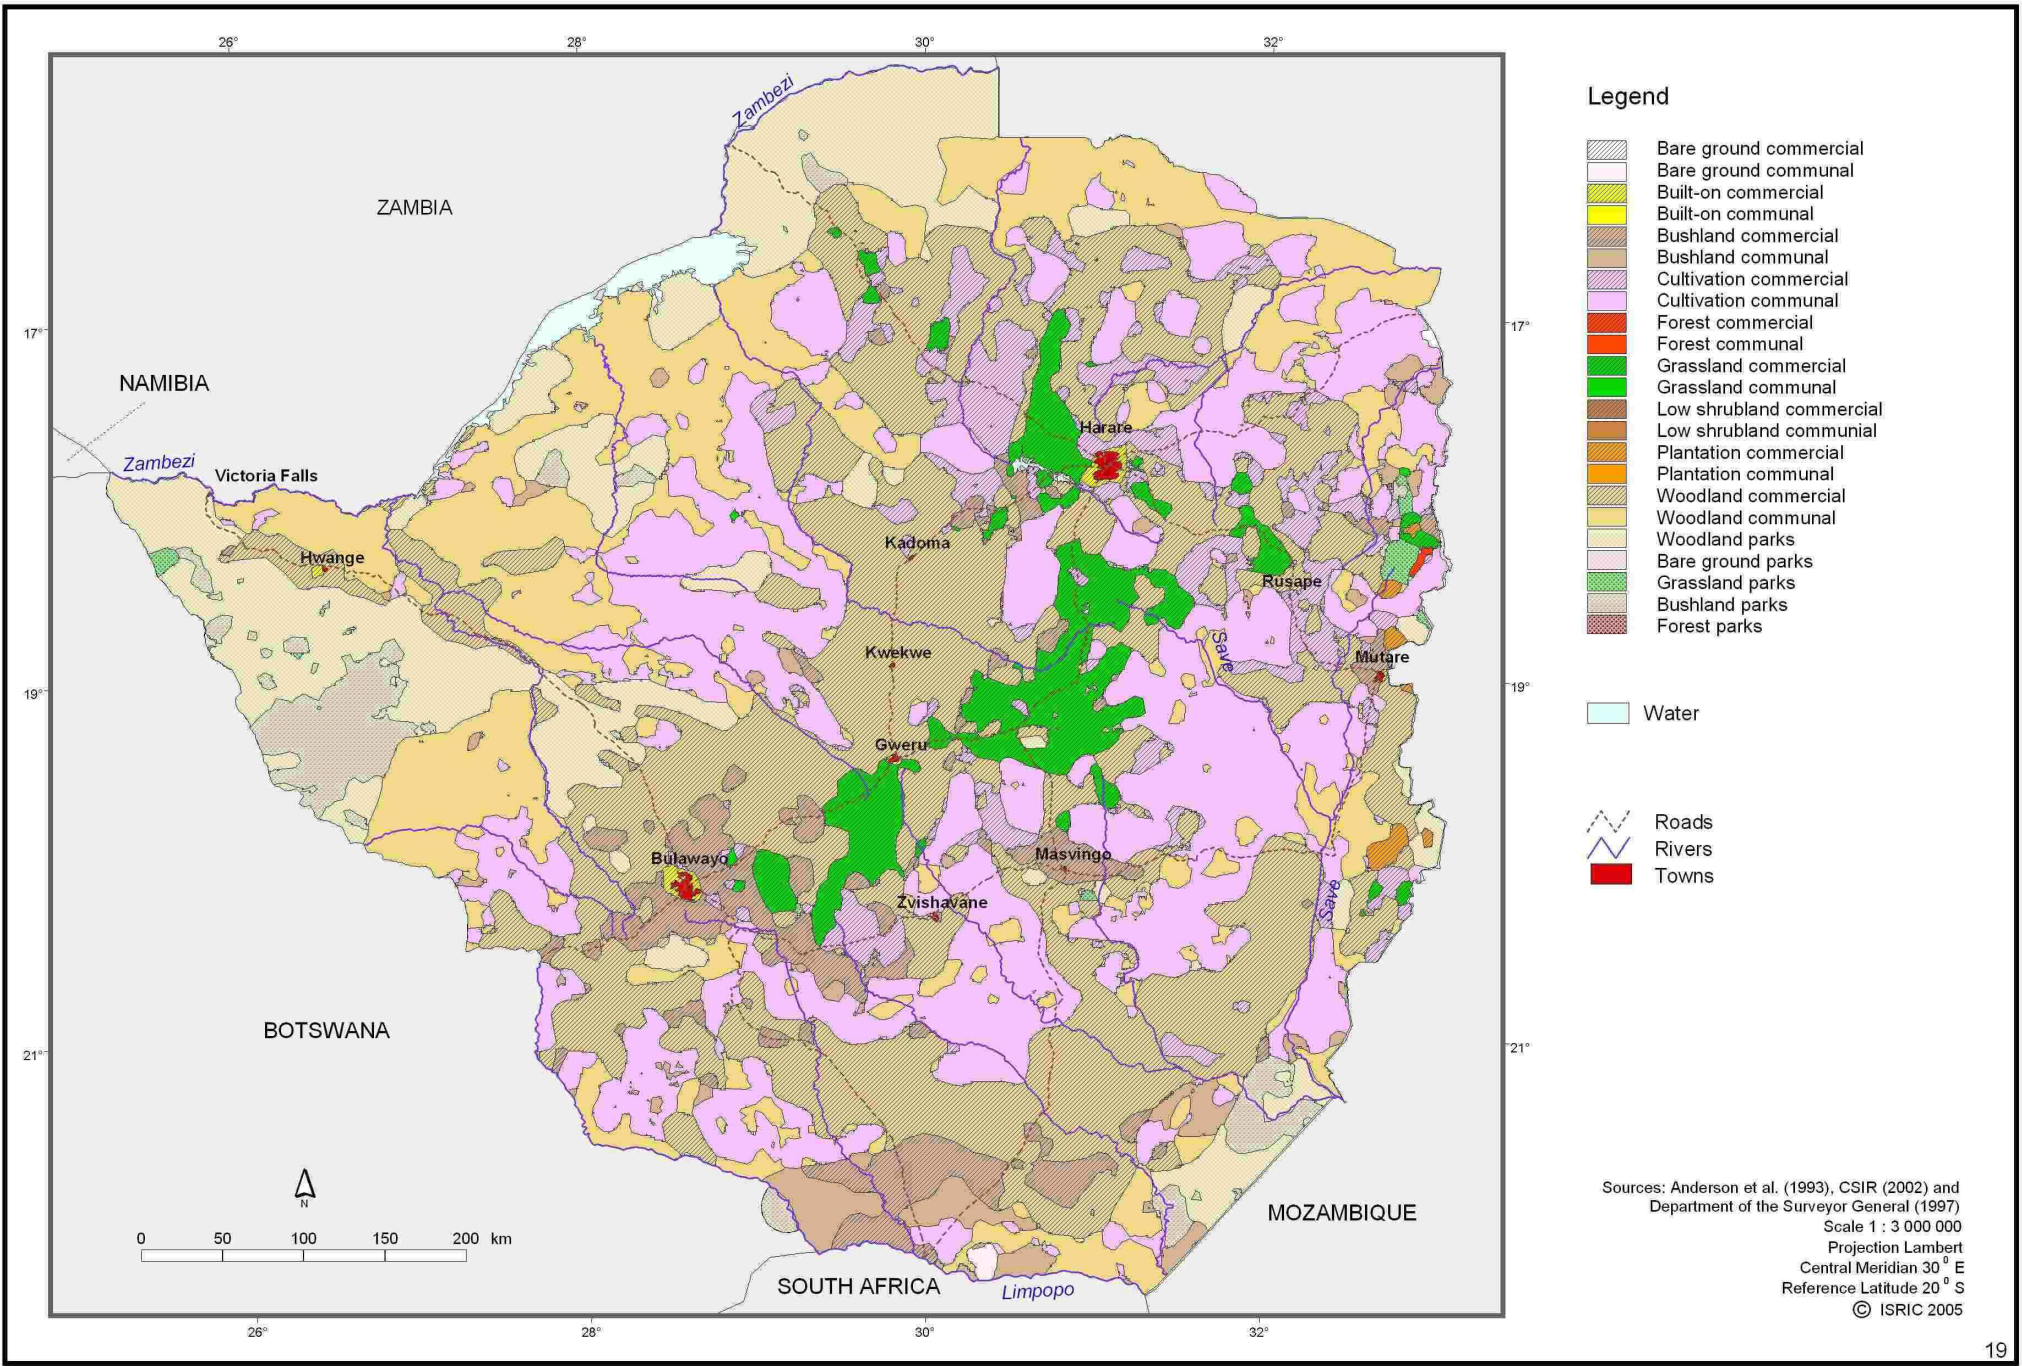 26°
28°
30°
32°
Zambezi
ZAMBIA
17°
17°
NAMIBIA
Harare
Zambezi
Victoria Falls
Kadoma
Hwange
Rusape
Save
Kwekwe
Mutare
19°
19°
Gweru
Bulawayo
Masvingo
Zvishavane
Save
BOTSWANA
21°
21°
N
0 50 100 150 200 km
MOZAMBIQUE
SOUTH AFRICA
Limpopo
26°
28°
30°
32°
Legend
Bare ground commercial
Bare ground communal
Built-on commercial
Built-on communal
Bushland commercial
Bushland communal
Cultivation commercial
Cultivation communal
Forest commercial
Forest communal
Grassland commercial
Grassland communal
Low shrubland commercial
Low shrubland communial
Plantation commercial
Plantation communal
Woodland commercial
Woodland communal
Woodland parks
Bare ground parks
Grassland parks
Bushland parks
Forest parks
Water
Roads
Rivers
Towns
Sources: Anderson et al. (1993), CSIR (2002) and
Department of the Surveyor General (1997)
Scale 1 : 3 000 000
Projection Lambert
Central Meridian 30⁰ E
Reference Latitude 20⁰ S
© ISRIC 2005
19